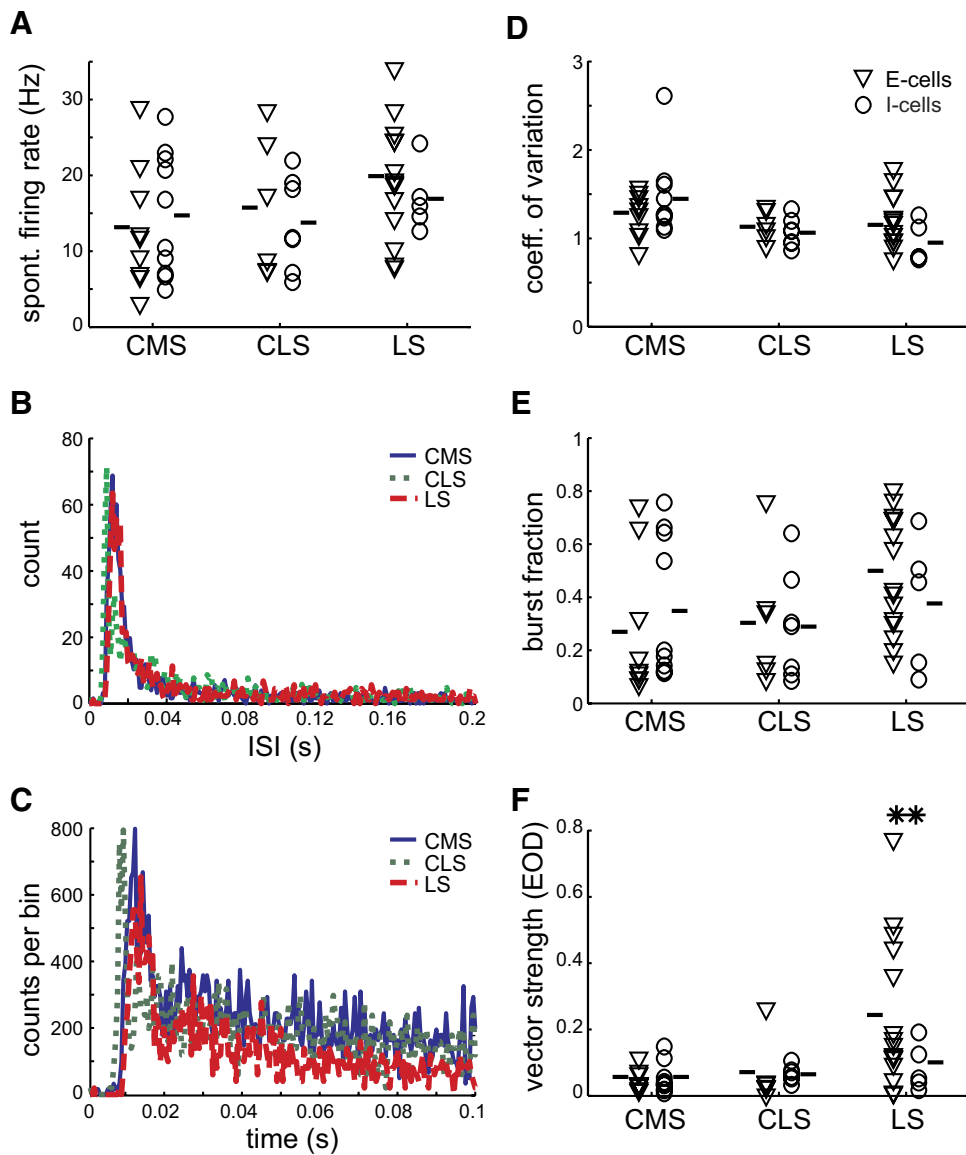 A
spont. firing rate (Hz)
30
20
10
0
CMS
CLS
LS
B
count
80
60
40
20
0
CMS
CLS
LS
0
0.04
0.08
0.12
0.16
0.2
ISI (s)
C
counts per bin
800
600
400
200
0
CMS
CLS
LS
0
0.02
0.04
0.06
0.08
0.1
time (s)
D
coeff. of variation
3
2
1
0
E-cells
I-cells
CMS
CLS
LS
E
burst fraction
1
0.8
0.6
0.4
0.2
0
CMS
CLS
LS
F
vector strength (EOD)
**
0.8
0.6
0.4
0.2
0
CMS
CLS
LS